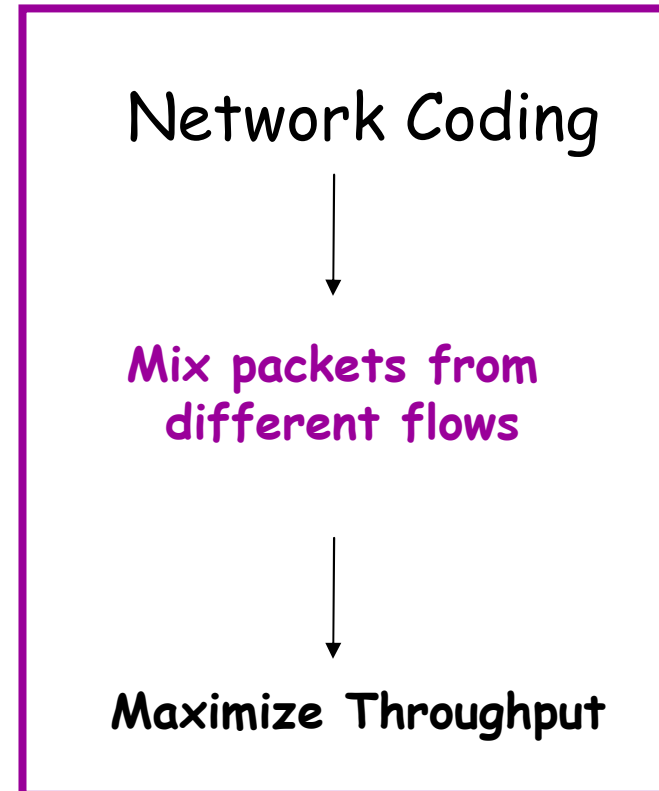 Network Coding
Mix packets from
different flows
Maximize Throughput